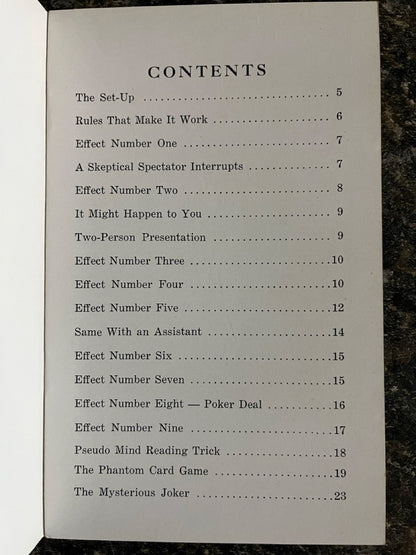 CONTENTS
The Set-Up ................................ 5
Rules That Make It Work .................... 6
Effect Number One .......................... 7
A Skeptical Spectator Interrupts .............. 7
Effect Number Two .......................... 8
It Might Happen to You ...................... 9
Two-Person Presentation .................... 9
Effect Number Three ........................ 10
Effect Number Four ........................ 10
Effect Number Five .......................... 12
Same With an Assistant ...................... 14
Effect Number Six .......................... 15
Effect Number Seven ........................ 15
Effect Number Eight — Poker Deal ........... 16
Effect Number Nine ........................ 17
Pseudo Mind Reading Trick .................. 18
The Phantom Card Game .................... 19
The Mysterious Joker ........................ 23